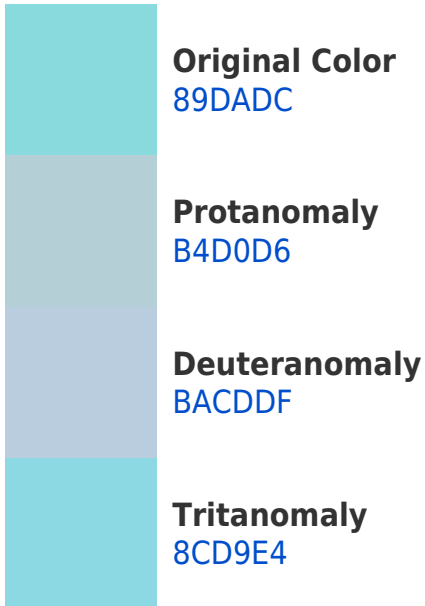 Original Color
89DADC
Protanomaly
B4D0D6
Deuteranomaly
BACDDF
Tritanomaly
8CD9E4